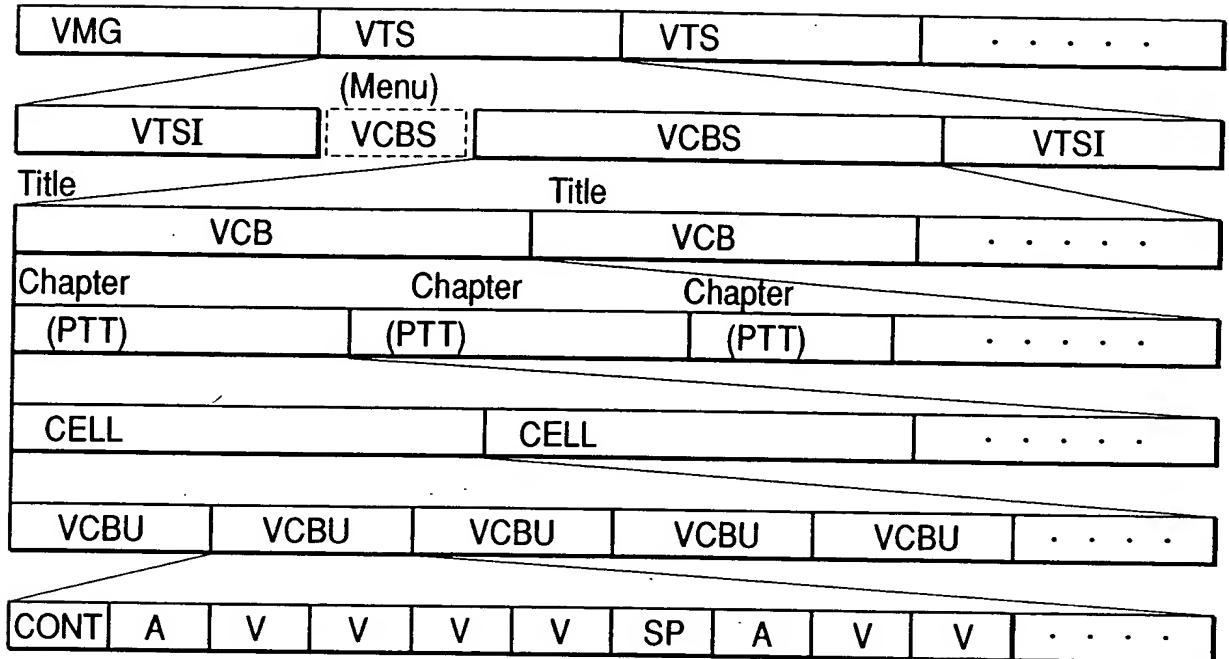 VMG VTS VTS . . . . .
(Menu)
VTSI VCBS VCBS VTSI
Title Title
VCB VCB . . . . .
Chapter Chapter Chapter
(PTT) (PTT) (PTT) . . . . .
CELL CELL . . . . .
VCBU VCBU VCBU VCBU VCBU . . . .
CONT A V V V V SP A V V . . . .